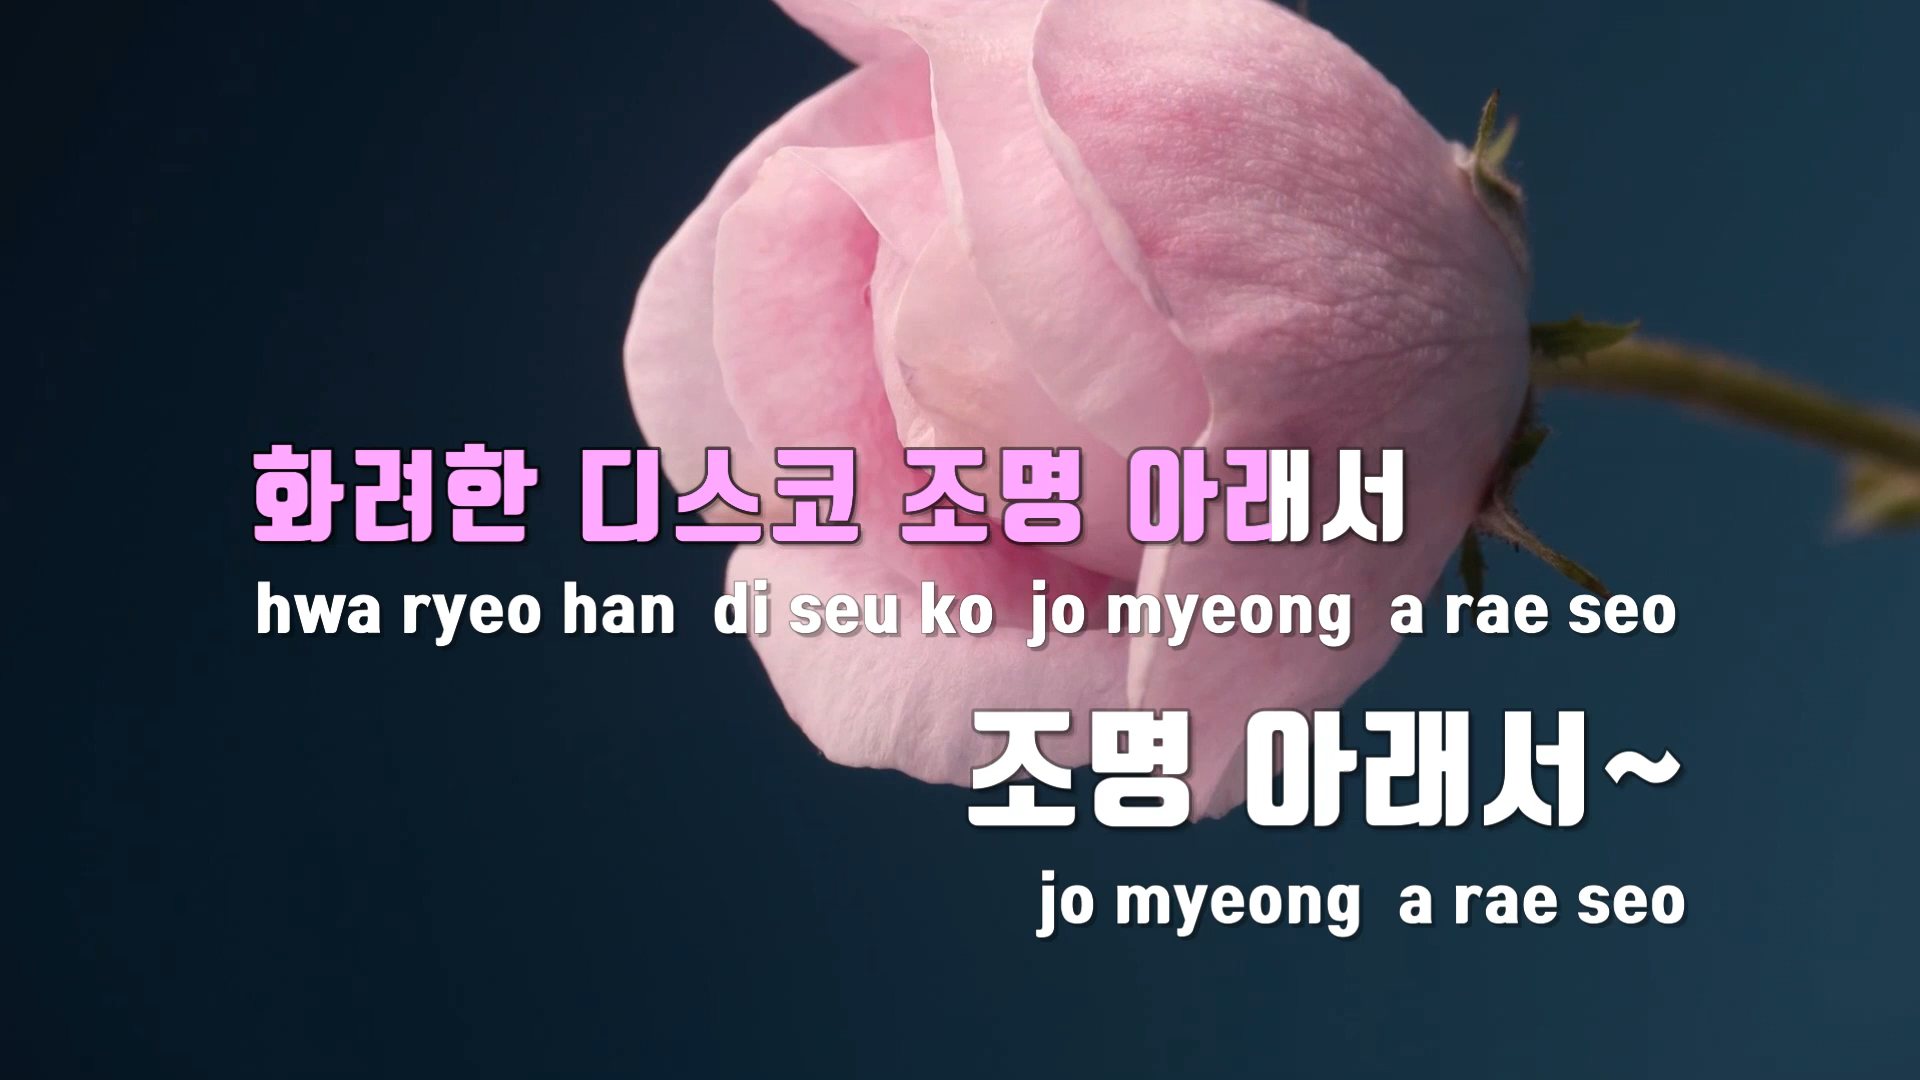 화려한 디스코 조명 아래서
hwa ryeo han di seu ko jo myeong a rae seo
조명 아래서~
jo myeong a rae seo